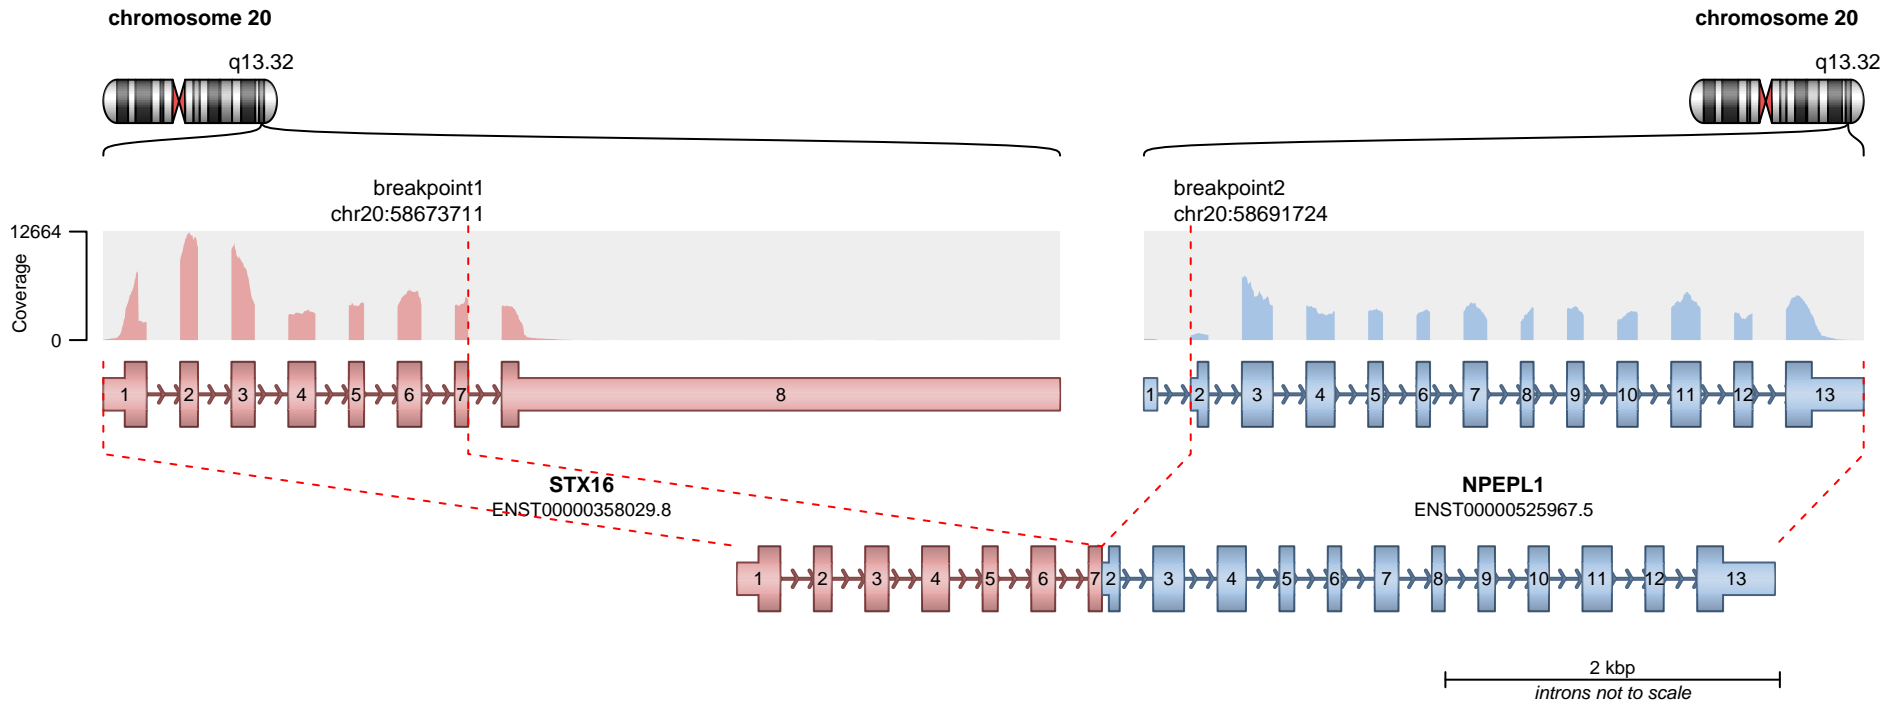 chromosome 20
chromosome 20
q13.32
q13.32
breakpoint1
chr20:58673711
breakpoint2
chr20:58691724
12664
Coverage
0
1 2 3 4 5 6 7 8
1 2 3 4 5 6 7 8 9 10 11 12 13
STX16
ENST00000358029.8
NPEPL1
ENST00000525967.5
1 2 3 4 5 6 7 2 3 4 5 6 7 8 9 10 11 12 13
2 kbp
introns not to scale